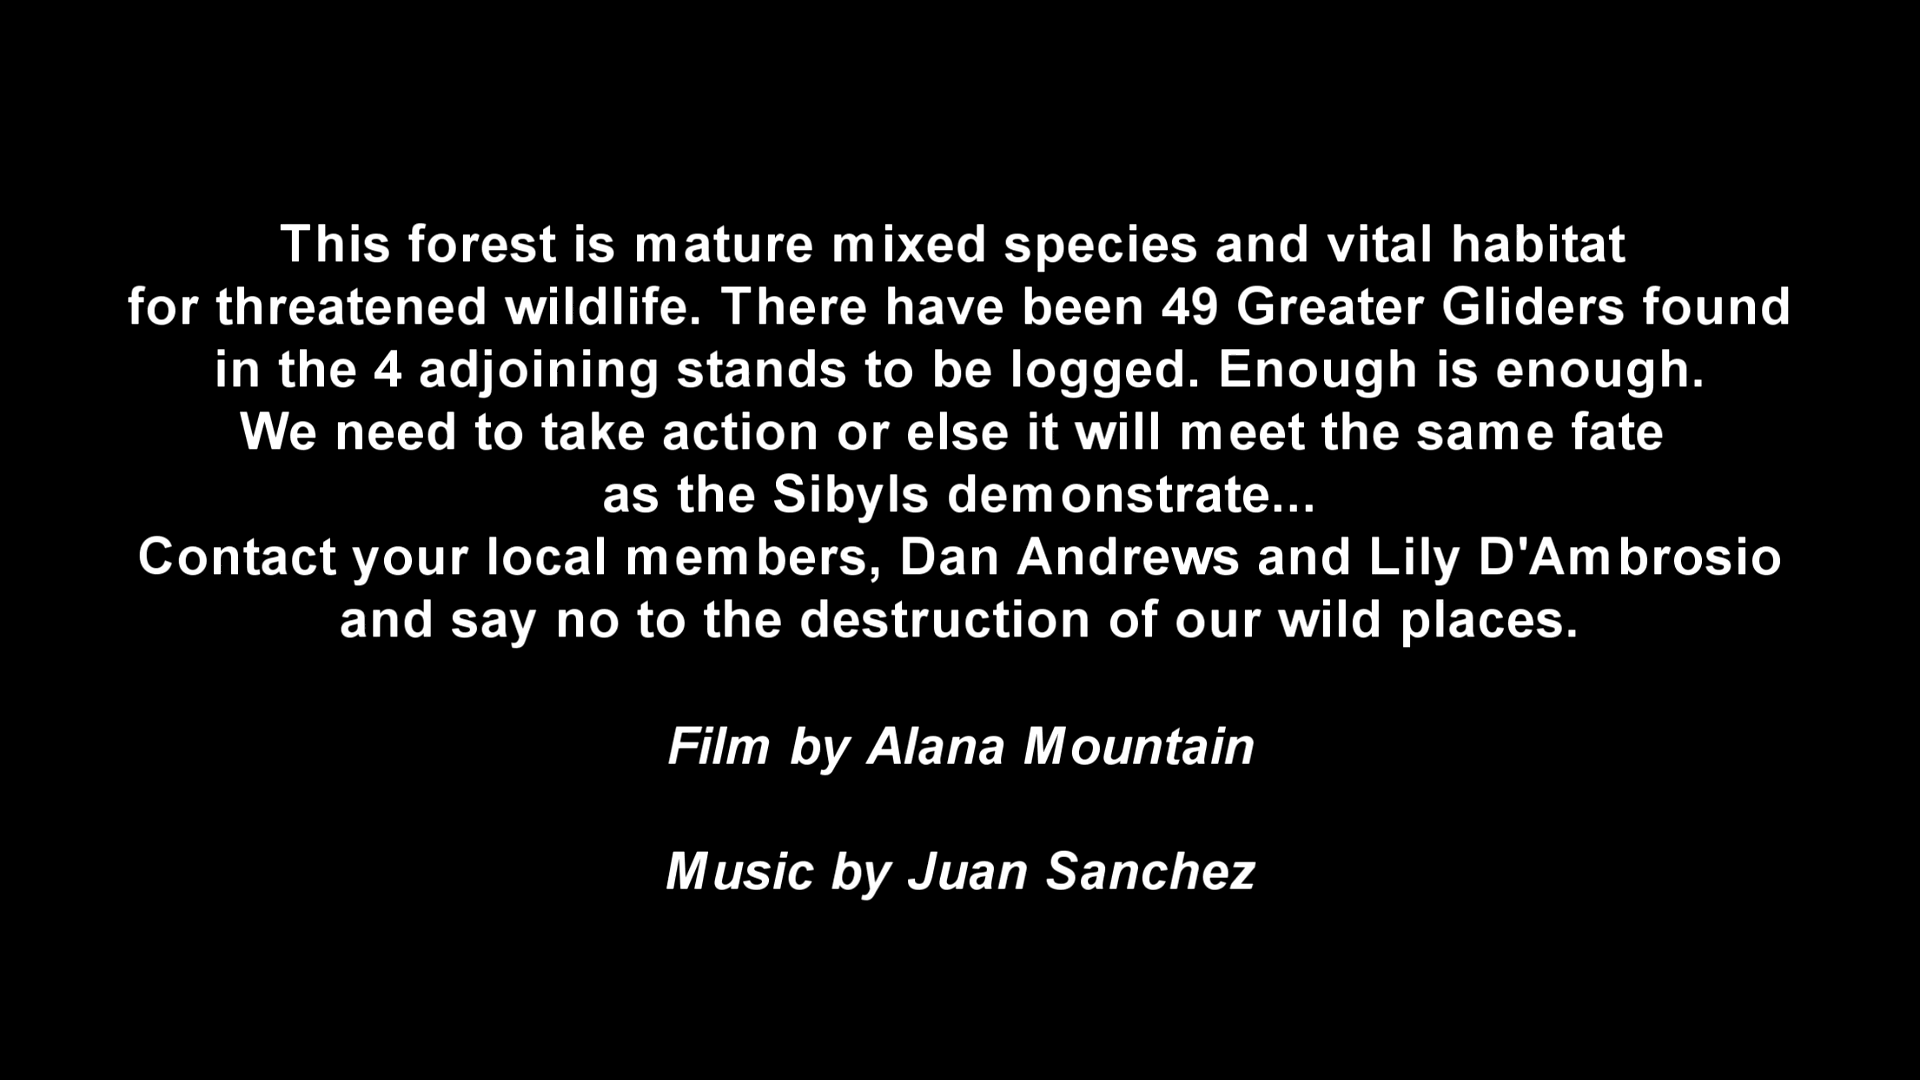 This forest is mature mixed species and vital habitat
for threatened wildlife. There have been 49 Greater Gliders found
in the 4 adjoining stands to be logged. Enough is enough.
We need to take action or else it will meet the same fate
as the Sibyls demonstrate...
Contact your local members, Dan Andrews and Lily D'Ambrosio
and say no to the destruction of our wild places.
Film by Alana Mountain
Music by Juan Sanchez